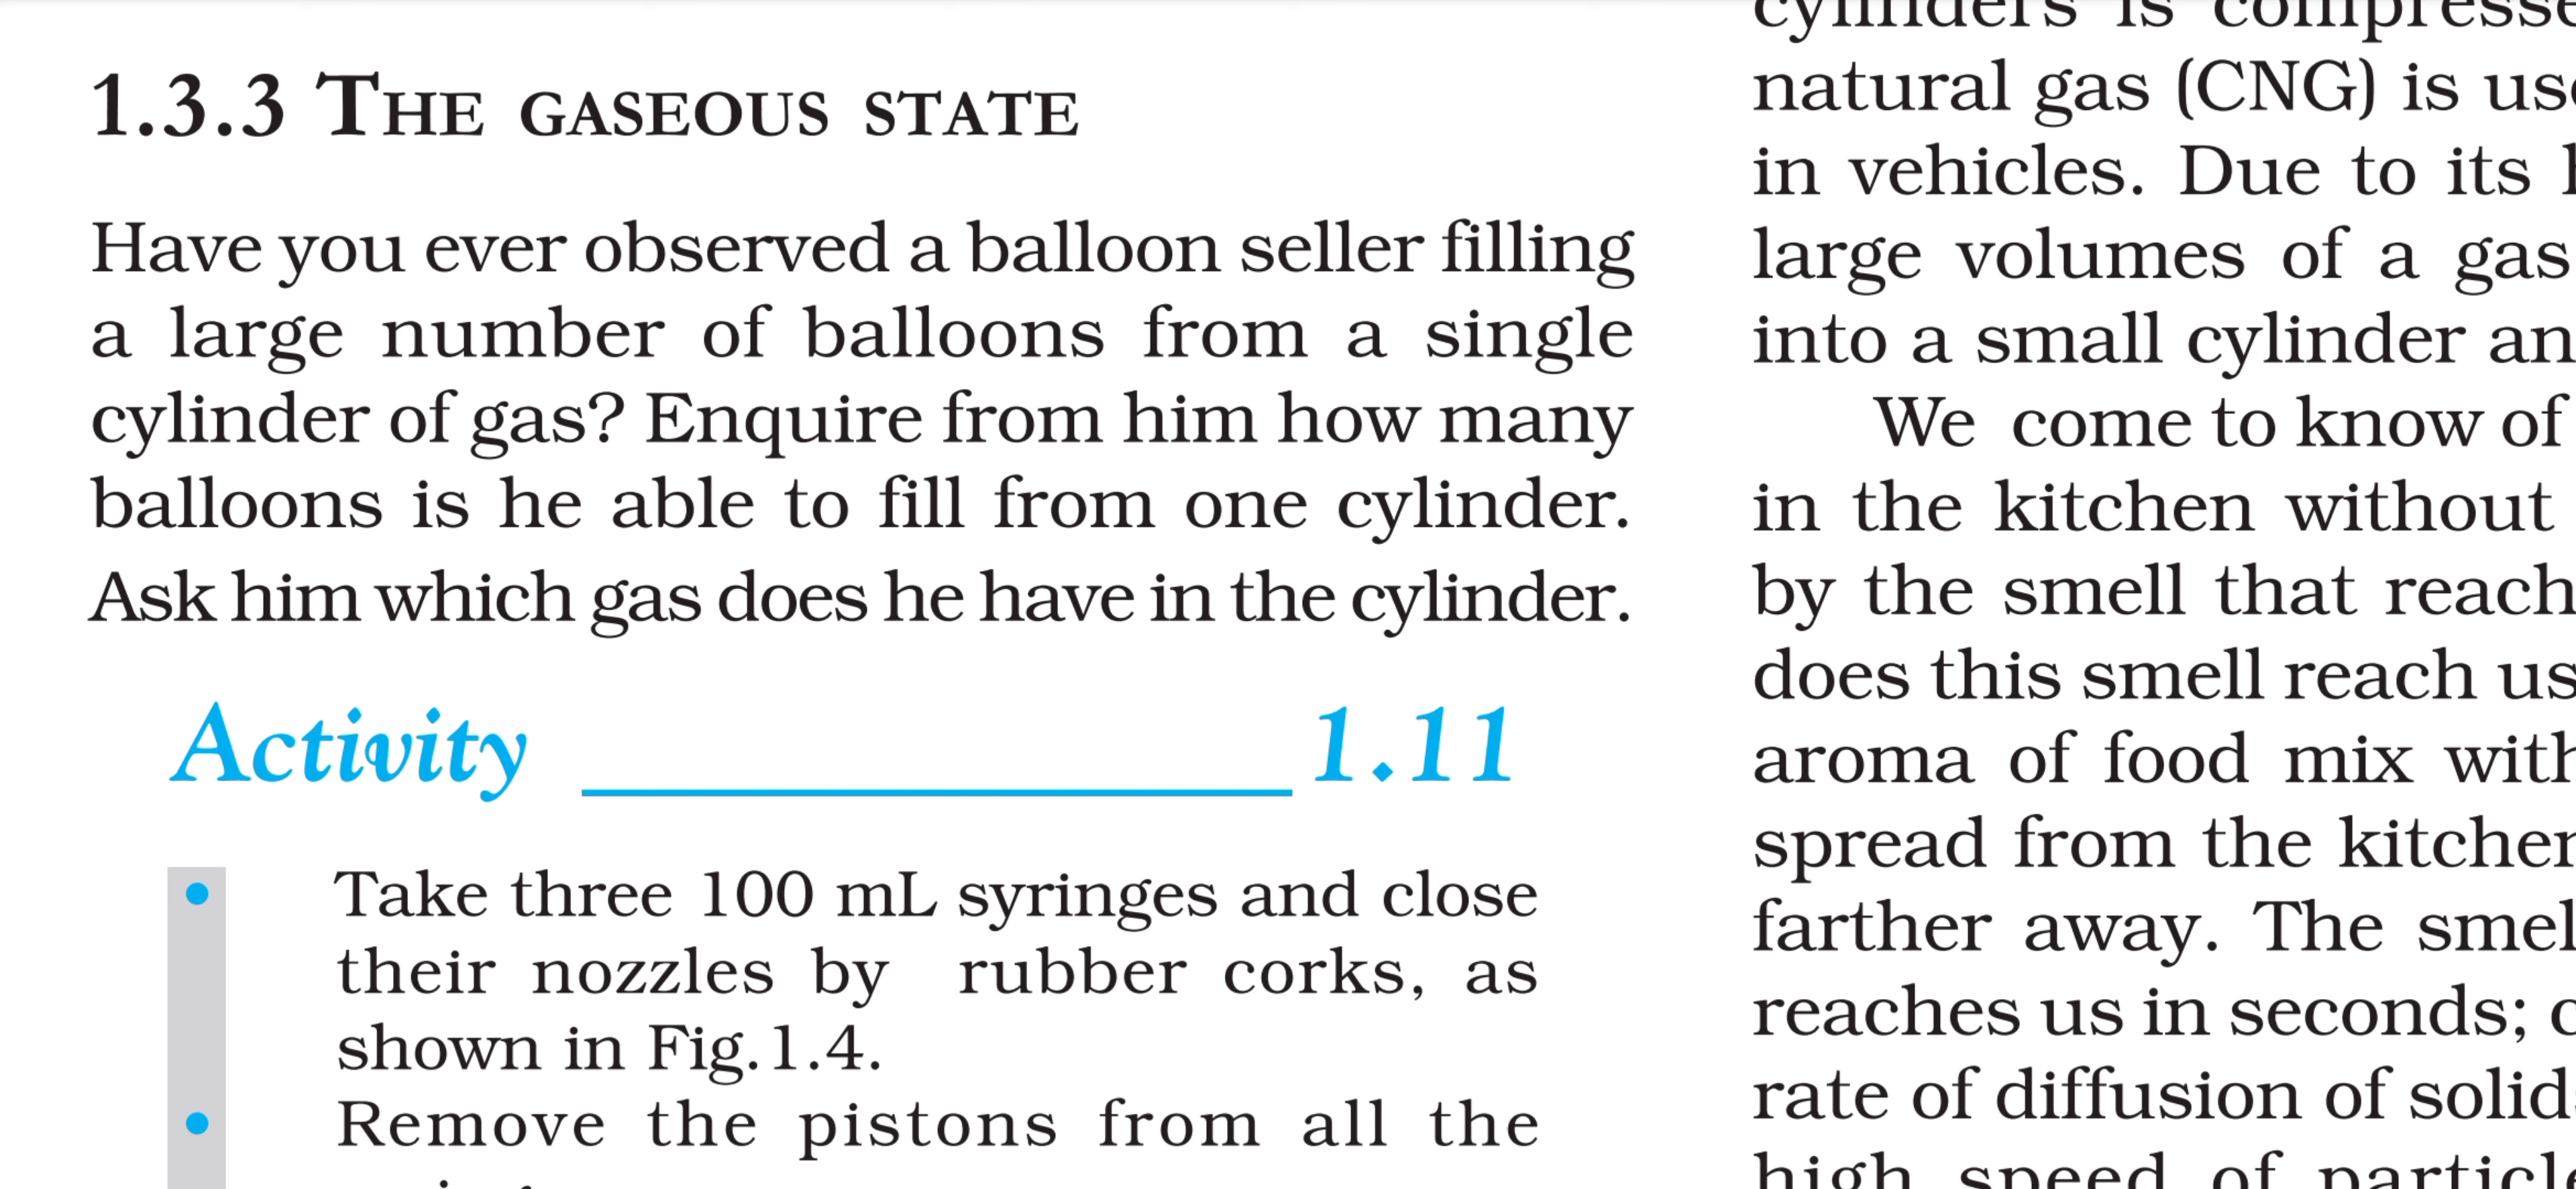 1.3.3 THE GASEOUS STATE
Have you ever observed a balloon seller filling
a large number of balloons from a single
cylinder of gas? Enquire from him how many
balloons is he able to fill from one cylinder.
Ask him which gas does he have in the cylinder.
Activity 1.11
• Take three 100 mL syringes and close
their nozzles by rubber corks, as
shown in Fig.1.4.
• Remove the pistons from all the
cylinders is
natural gas (CNG) is
in vehicles. Due to its
large volumes of a gas
into a small cylinder
We come to know of
in the kitchen without
by the smell that
does this smell reach us
aroma of food mix
spread from the
farther away. The
reaches us in seconds;
rate of diffusion of
high speed of